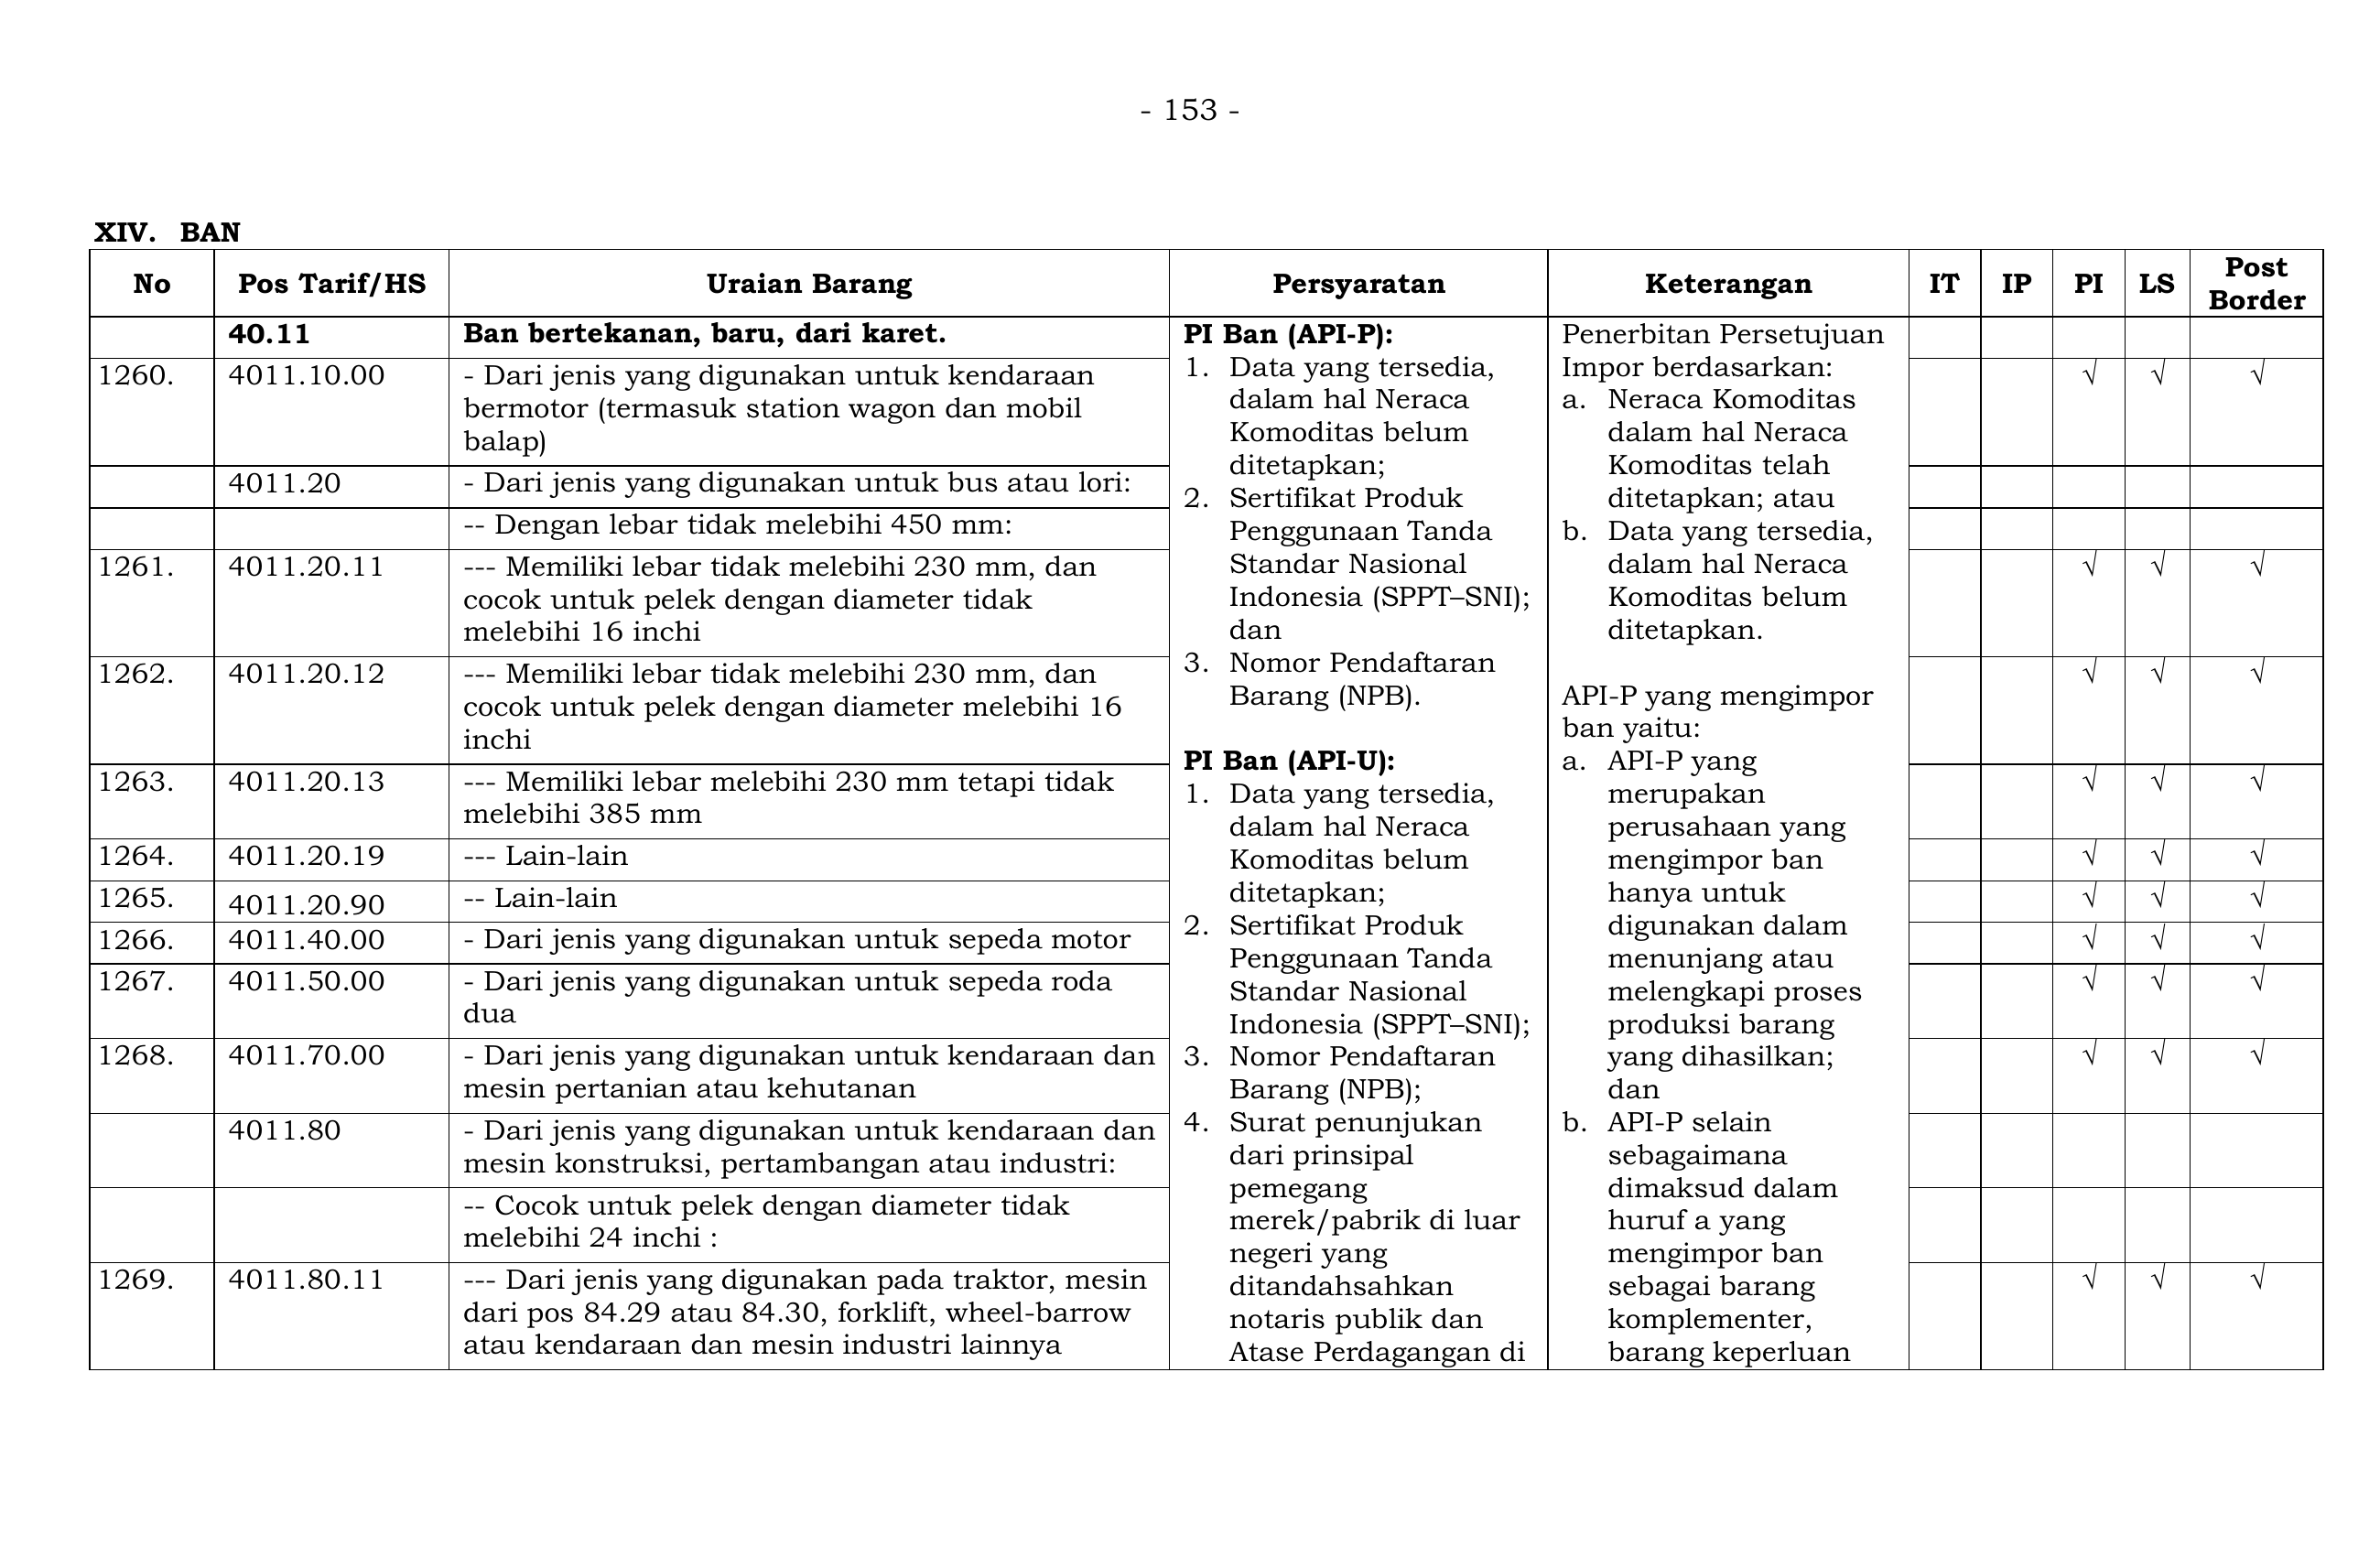 - 153 -
XIV. BAN
No Pos Tarif/HS Uraian Barang Persyaratan Keterangan IT IP PI LS Post Border
40.11 Ban bertekanan, baru, dari karet.
1260. 4011.10.00 - Dari jenis yang digunakan untuk kendaraan
bermotor (termasuk station wagon dan mobil
balap) √ √ √
4011.20 - Dari jenis yang digunakan untuk bus atau lori:
-- Dengan lebar tidak melebihi 450 mm:
1261. 4011.20.11 --- Memiliki lebar tidak melebihi 230 mm, dan
cocok untuk pelek dengan diameter tidak
melebihi 16 inchi √ √ √
1262. 4011.20.12 --- Memiliki lebar tidak melebihi 230 mm, dan
cocok untuk pelek dengan diameter melebihi 16
inchi √ √ √
1263. 4011.20.13 --- Memiliki lebar melebihi 230 mm tetapi tidak
melebihi 385 mm √ √ √
1264. 4011.20.19 --- Lain-lain √ √ √
1265. 4011.20.90 -- Lain-lain √ √ √
1266. 4011.40.00 - Dari jenis yang digunakan untuk sepeda motor √ √ √
1267. 4011.50.00 - Dari jenis yang digunakan untuk sepeda roda
dua √ √ √
1268. 4011.70.00 - Dari jenis yang digunakan untuk kendaraan dan
mesin pertanian atau kehutanan √ √ √
4011.80 - Dari jenis yang digunakan untuk kendaraan dan
mesin konstruksi, pertambangan atau industri:
-- Cocok untuk pelek dengan diameter tidak
melebihi 24 inchi :
1269. 4011.80.11 --- Dari jenis yang digunakan pada traktor, mesin
dari pos 84.29 atau 84.30, forklift, wheel-barrow
atau kendaraan dan mesin industri lainnya √ √ √
PI Ban (API-P):
1. Data yang tersedia,
dalam hal Neraca
Komoditas belum
ditetapkan;
2. Sertifikat Produk
Penggunaan Tanda
Standar Nasional
Indonesia (SPPT–SNI);
dan
3. Nomor Pendaftaran
Barang (NPB).
PI Ban (API-U):
1. Data yang tersedia,
dalam hal Neraca
Komoditas belum
ditetapkan;
2. Sertifikat Produk
Penggunaan Tanda
Standar Nasional
Indonesia (SPPT–SNI);
3. Nomor Pendaftaran
Barang (NPB);
4. Surat penunjukan
dari prinsipal
pemegang
merek/pabrik di luar
negeri yang
ditandahsahkan
notaris publik dan
Atase Perdagangan di
Penerbitan Persetujuan
Impor berdasarkan:
a. Neraca Komoditas
dalam hal Neraca
Komoditas telah
ditetapkan; atau
b. Data yang tersedia,
dalam hal Neraca
Komoditas belum
ditetapkan.
API-P yang mengimpor
ban yaitu:
a. API-P yang
merupakan
perusahaan yang
mengimpor ban
hanya untuk
digunakan dalam
menunjang atau
melengkapi proses
produksi barang
yang dihasilkan;
dan
b. API-P selain
sebagaimana
dimaksud dalam
huruf a yang
mengimpor ban
sebagai barang
komplementer,
barang keperluan